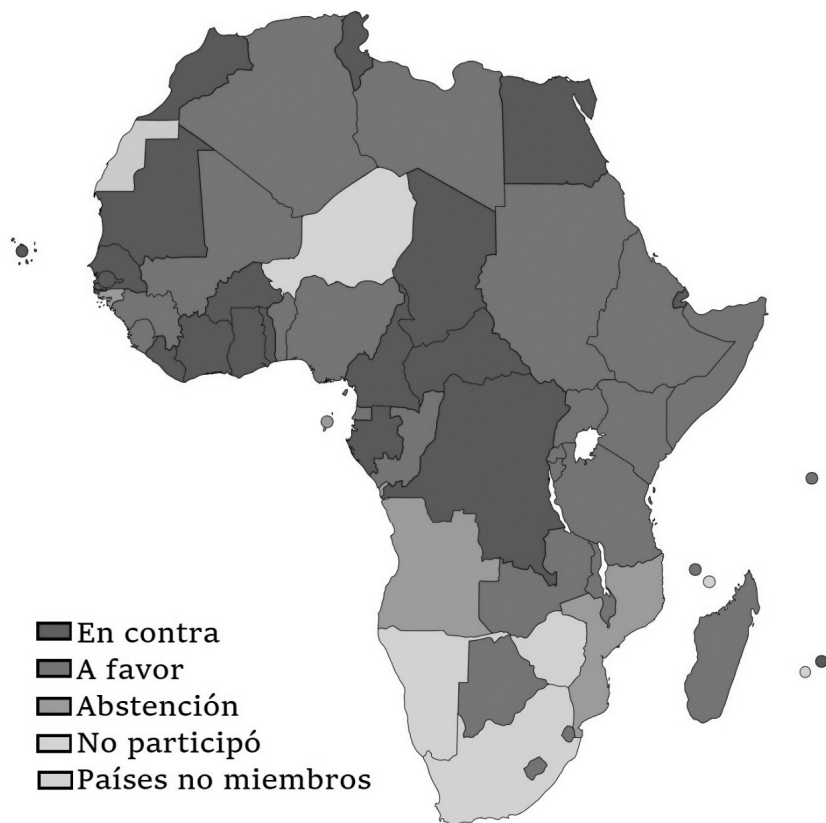 En contra
A favor
Abstención
No participó
Países no miembros